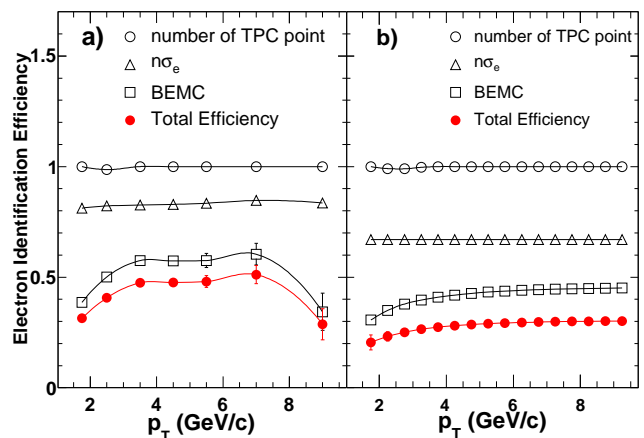 a)
number of TPC point
nσe
BEMC
Total Efficiency
b)
number of TPC point
nσe
BEMC
Total Efficiency
Electron Identification Efficiency
1.5
1
0.5
0
2 4 6 8
2 4 6 8
pT (GeV/c)
pT (GeV/c)